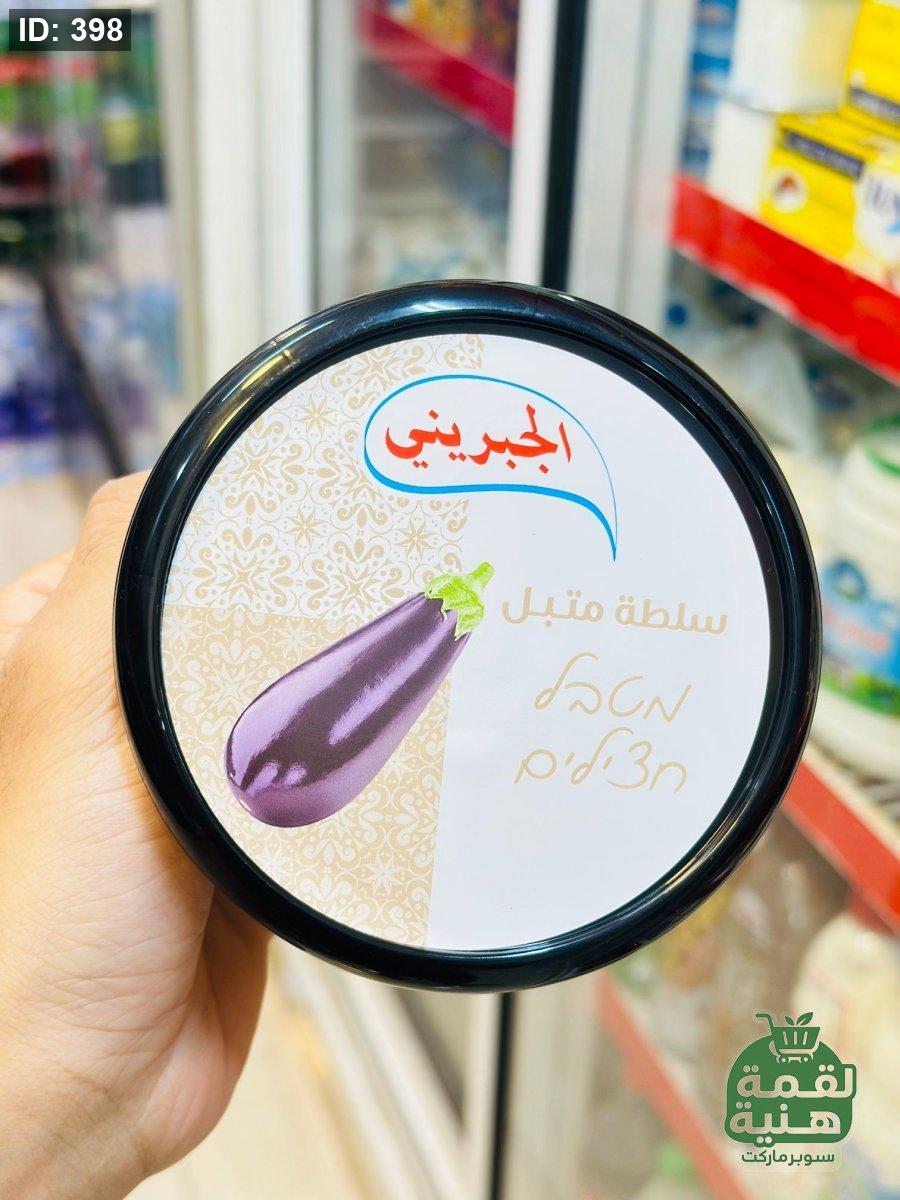 ID: 398
الجبريني
سلطة متبل
מטבל
חצילים
لقمة
هنية
سوبرماركت